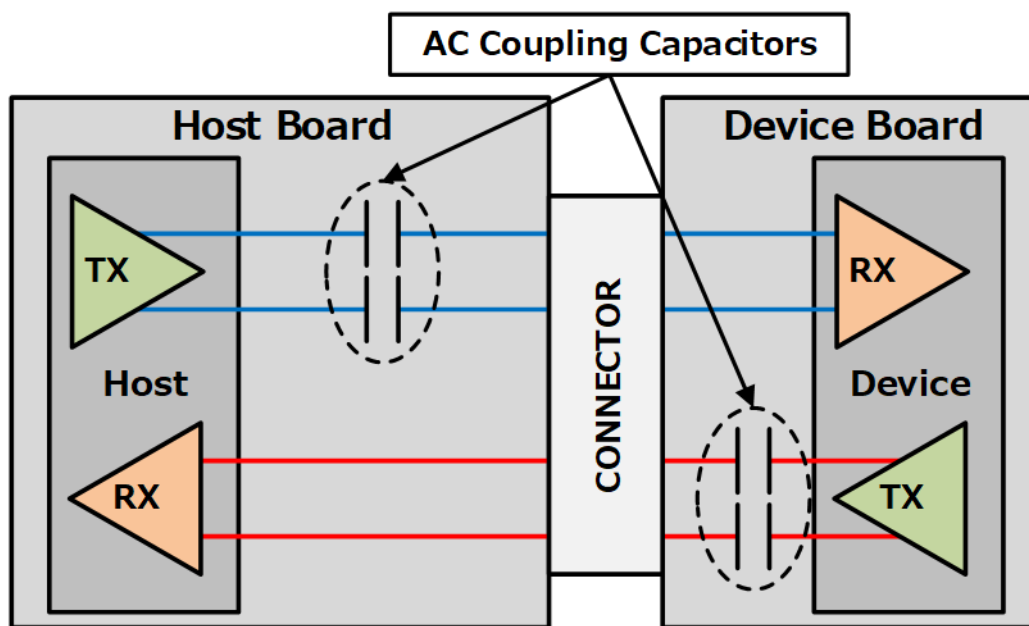 AC Coupling Capacitors
Host Board
Device Board
TX
RX
Host
Device
CONNECTOR
RX
TX